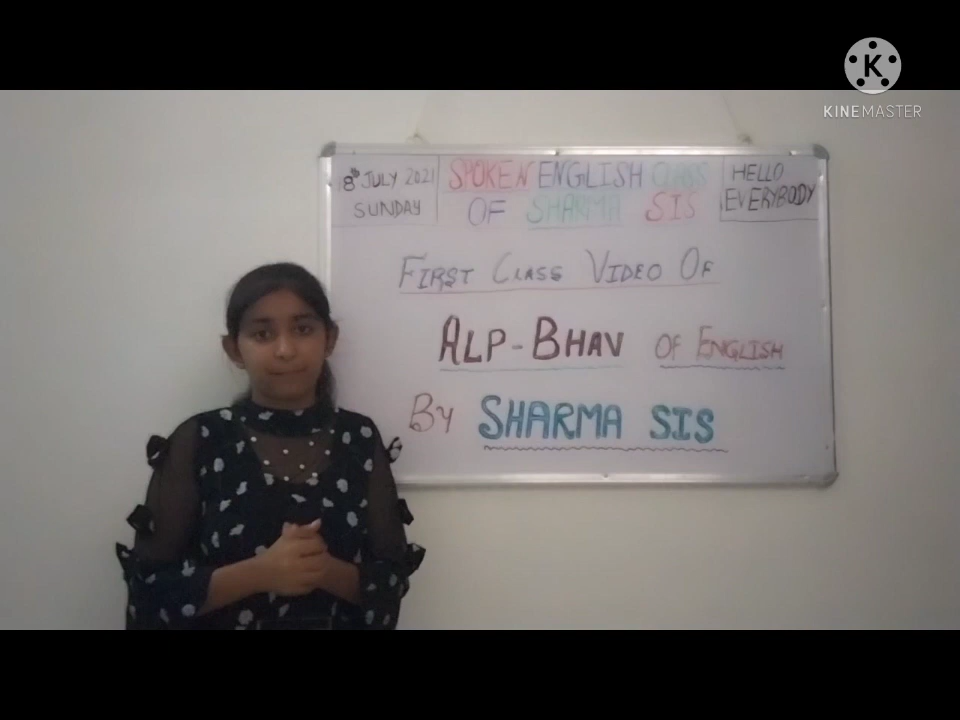 8th JULY 2021
SUNDAY
SPOKEN ENGLISH CLASS
OF SHARMA SIS
HELLO
EVERYBODY
FIRST CLASS VIDEO OF
ALP-BHAV OF ENGLISH
BY SHARMA SIS
K
KINEMASTER